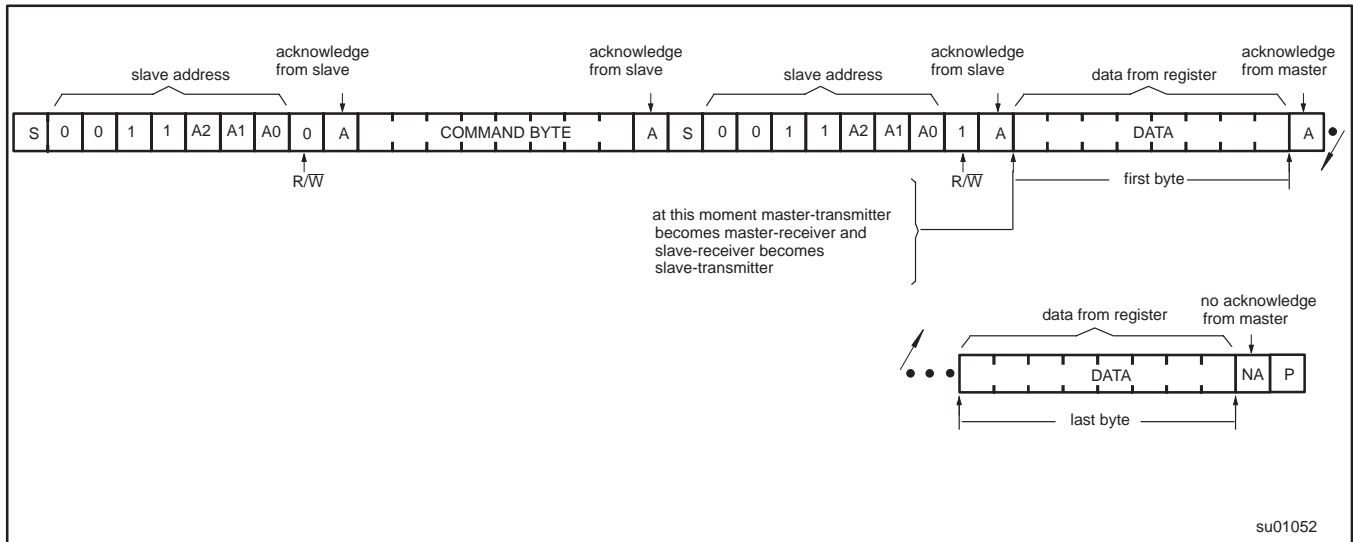 acknowledge
from slave
acknowledge
from slave
acknowledge
from slave
acknowledge
from master
slave address
slave address
data from register
S 0 0 1 1 A2 A1 A0 0 A COMMAND BYTE A S 0 0 1 1 A2 A1 A0 1 A DATA A
R/W̅
R/W̅
first byte
at this moment master-transmitter
becomes master-receiver and
slave-receiver becomes
slave-transmitter
data from register
no acknowledge
from master
DATA NA P
last byte
su01052